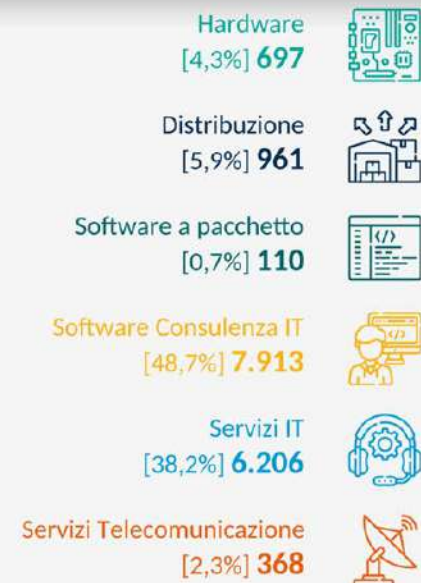 Hardware
[4,3%] 697
Distribuzione
[5,9%] 961
Software a pacchetto
[0,7%] 110
Software Consulenza IT
[48,7%] 7.913
Servizi IT
[38,2%] 6.206
Servizi Telecomunicazione
[2,3%] 368